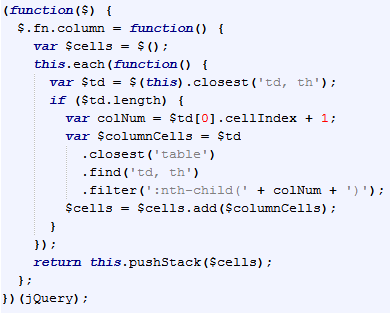 (function($) {
  $.fn.column = function() {
    var $cells = $();
    this.each(function() {
      var $td = $(this).closest('td, th');
      if ($td.length) {
        var colNum = $td[0].cellIndex + 1;
        var $columnCells = $td
          .closest('table')
          .find('td, th')
          .filter(':nth-child(' + colNum + ')');
        $cells = $cells.add($columnCells);
      }
    });
    return this.pushStack($cells);
  };
})(jQuery);